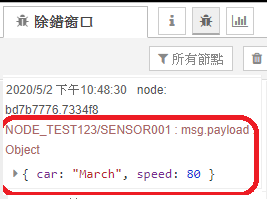 除錯窗口
所有節點
2020/5/2 下午10:48:30 node:
bd7b7776.7334f8
NODE_TEST123/SENSOR001 : msg.payload
Object
{ car: "March", speed: 80 }